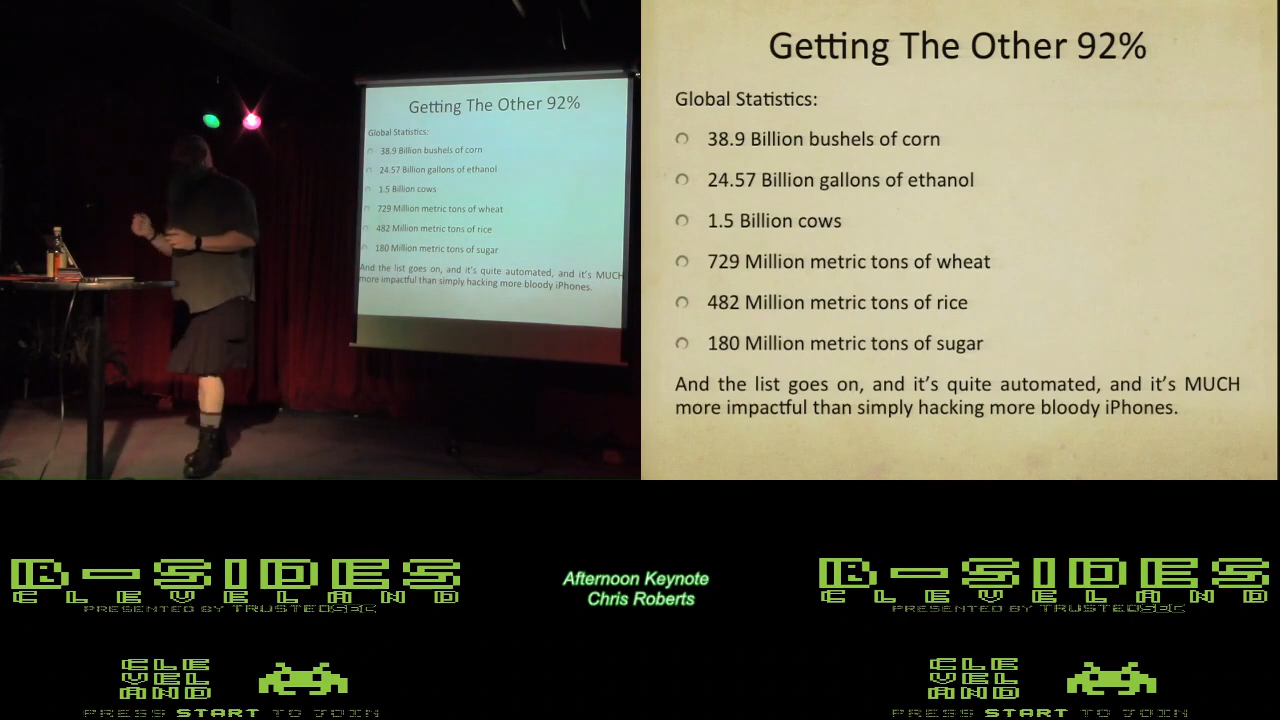 Getting The Other 92%
Global Statistics:
38.9 Billion bushels of corn
24.57 Billion gallons of ethanol
1.5 Billion cows
729 Million metric tons of wheat
482 Million metric tons of rice
180 Million metric tons of sugar
And the list goes on, and it's quite automated, and it's MUCH
more impactful than simply hacking more bloody iPhones.
Getting The Other 92%
Global Statistics:
38.9 Billion bushels of corn
24.57 Billion gallons of ethanol
1.5 Billion cows
729 Million metric tons of wheat
482 Million metric tons of rice
180 Million metric tons of sugar
And the list goes on, and it's quite automated, and it's MUCH
more impactful than simply hacking more bloody iPhones.
B-SIDES
CLEVELAND
PRESENTED BY TRUSTEDSEC
Afternoon Keynote
Chris Roberts
B-SIDES
CLEVELAND
PRESENTED BY TRUSTEDSEC
CLE
VEL
AND
PRESS START TO JOIN
CLE
VEL
AND
PRESS START TO JOIN